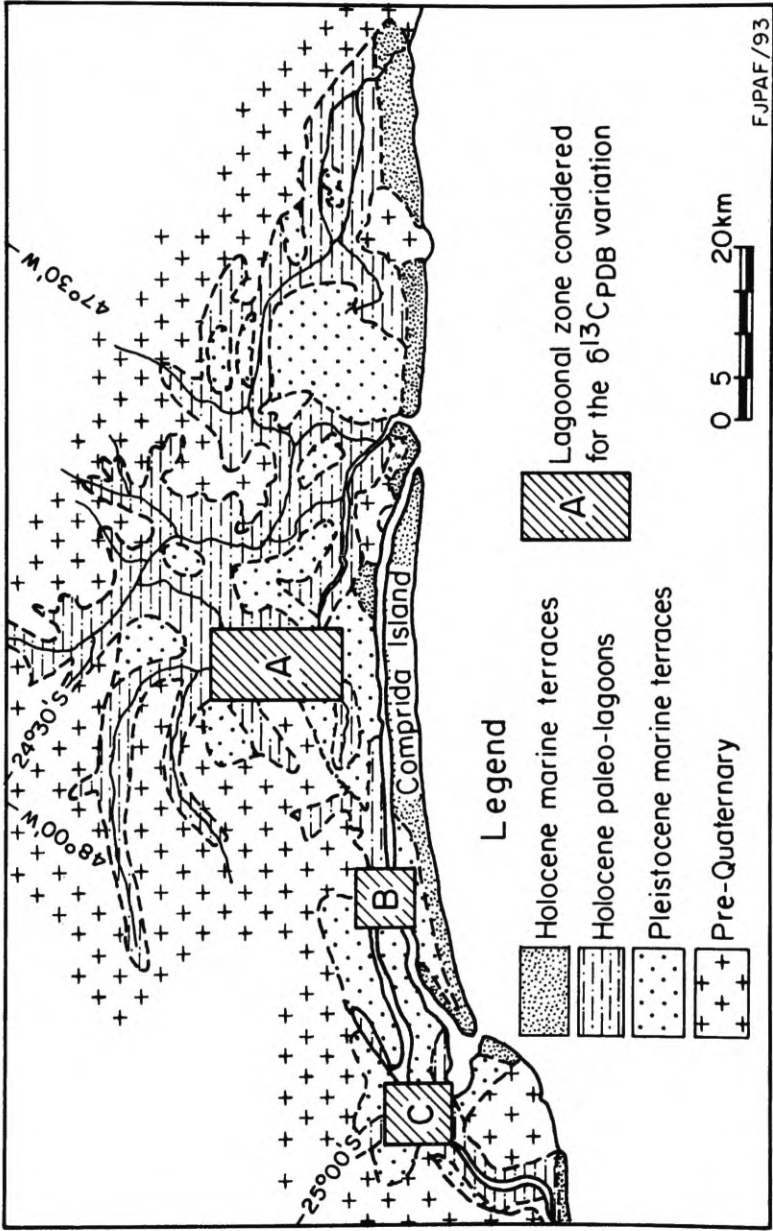 47°30'W
24°30'S
48°00'W
25°00'S
A
B
C
Comprida Island
Legend
Holocene marine terraces
Holocene paleo-lagoons
Pleistocene marine terraces
Pre-Quaternary
A
Lagoonal zone considered
for the δ13CPDB variation
0 5 20km
FJPAF/93